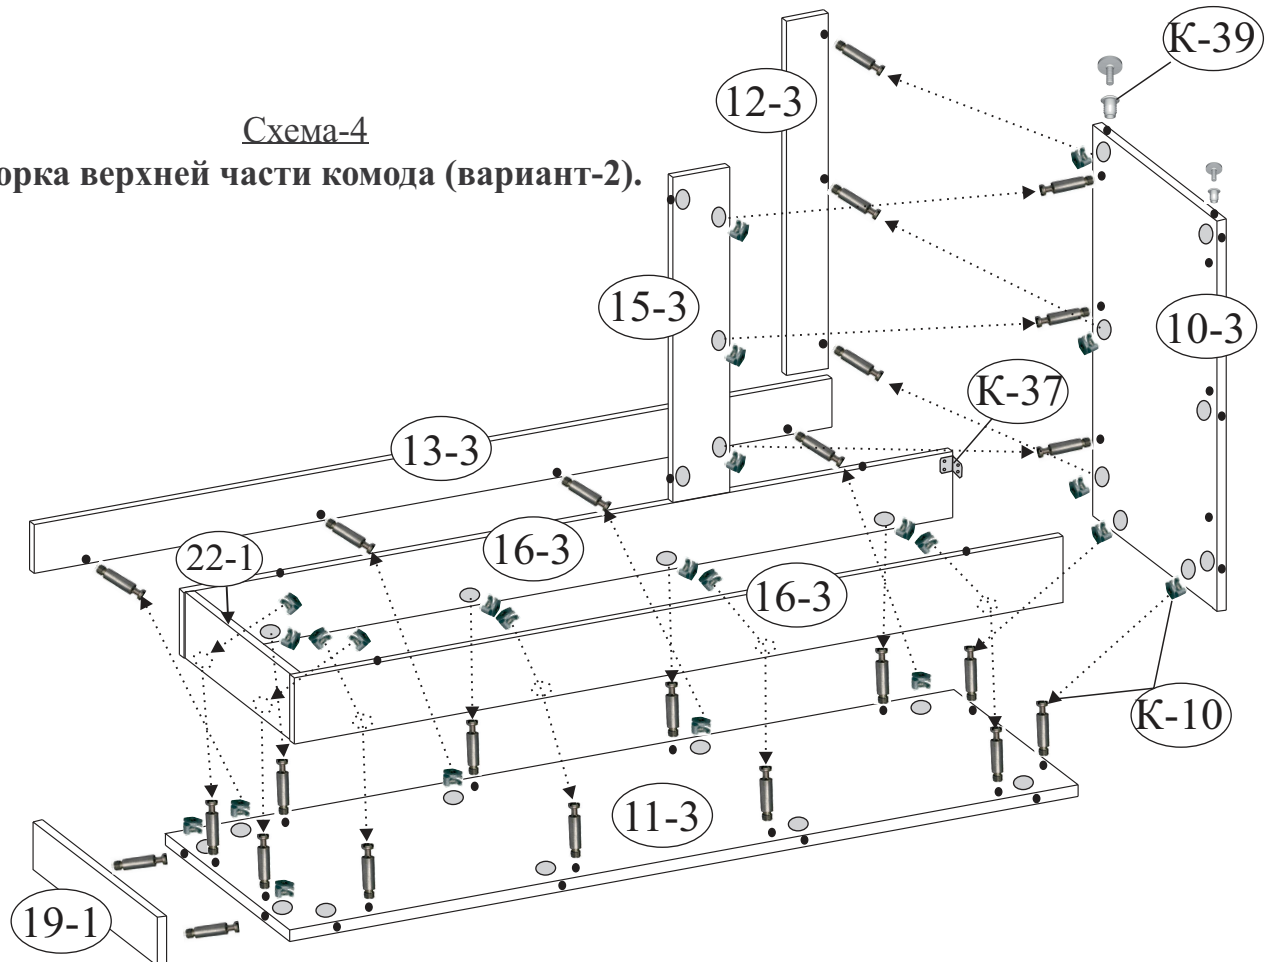 Схема-4
орка верхней части комода (вариант-2).
К-39
12-3
15-3
10-3
К-37
13-3
16-3
22-1
16-3
К-10
11-3
19-1